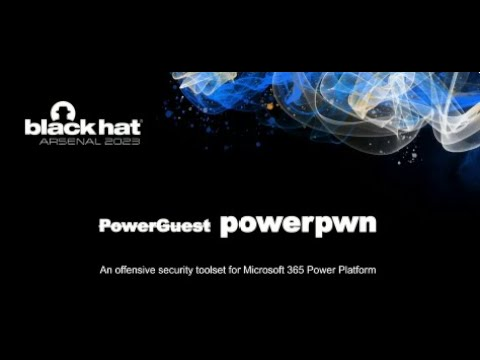 black hat
ARSENAL 2023
PowerGuest powerpwn
An offensive security toolset for Microsoft 365 Power Platform